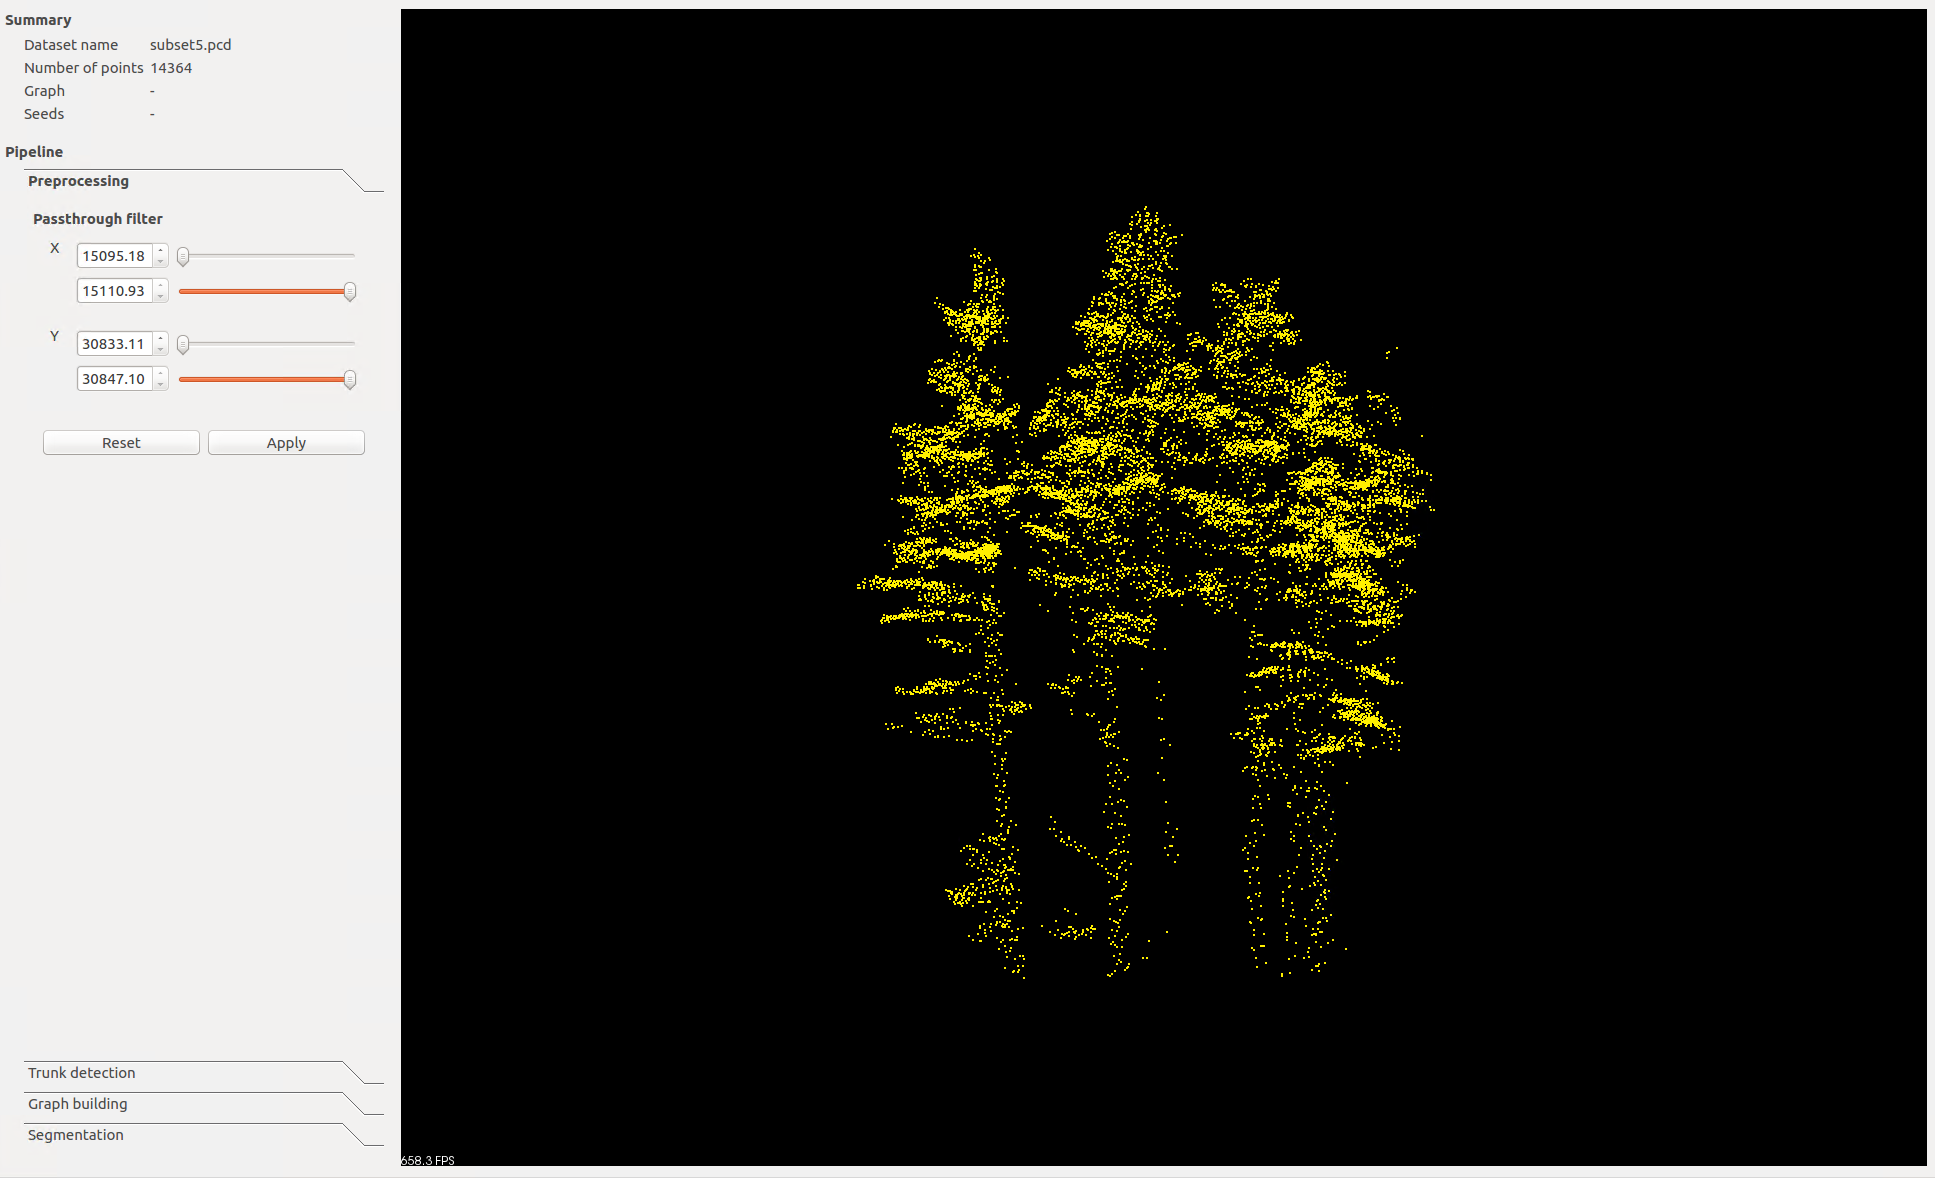 Summary
Dataset name subset5.pcd
Number of points 14364
Graph -
Seeds -
Pipeline
Preprocessing
Passthrough filter
X 15095.18
15110.93
Y 30833.11
30847.10
Reset Apply
Trunk detection
Graph building
Segmentation
658.3 FPS